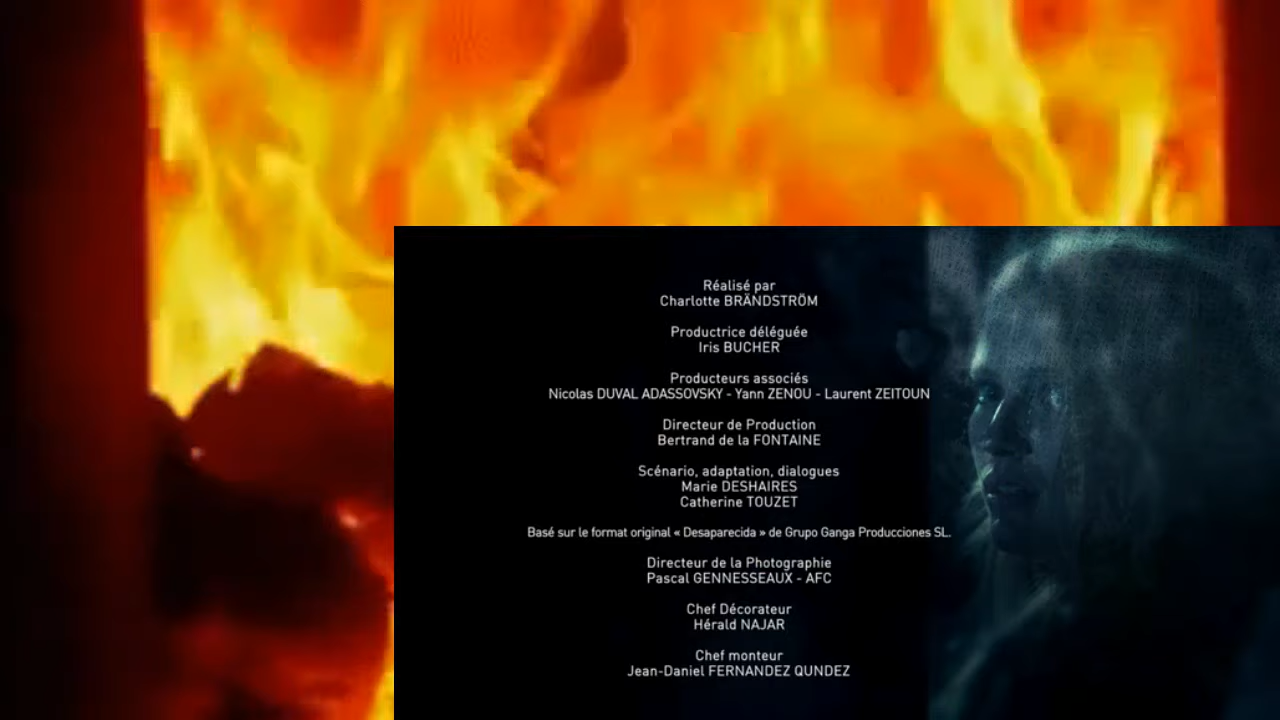 Réalisé par
Charlotte BRÄNDSTRÖM
Productrice déléguée
Iris BUCHER
Producteurs associés
Nicolas DUVAL ADASSOVSKY - Yann ZENOU - Laurent ZEITOUN
Directeur de Production
Bertrand de la FONTAINE
Scénario, adaptation, dialogues
Marie DESHAIRES
Catherine TOUZET
Basé sur le format original « Desaparecida » de Grupo Ganga Producciones SL.
Directeur de la Photographie
Pascal GENNESSEAUX - AFC
Chef Décorateur
Hérald NAJAR
Chef monteur
Jean-Daniel FERNANDEZ QUNDEZ